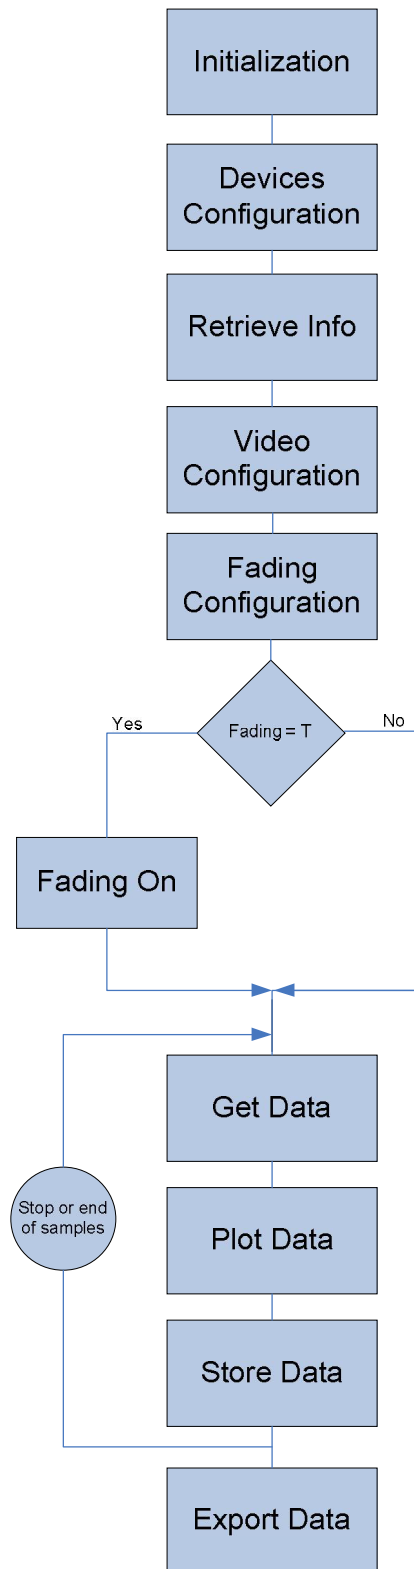 Initialization
Devices
Configuration
Retrieve Info
Video
Configuration
Fading
Configuration
Fading = T
Yes
No
Fading On
Get Data
Stop or end
of samples
Plot Data
Store Data
Export Data